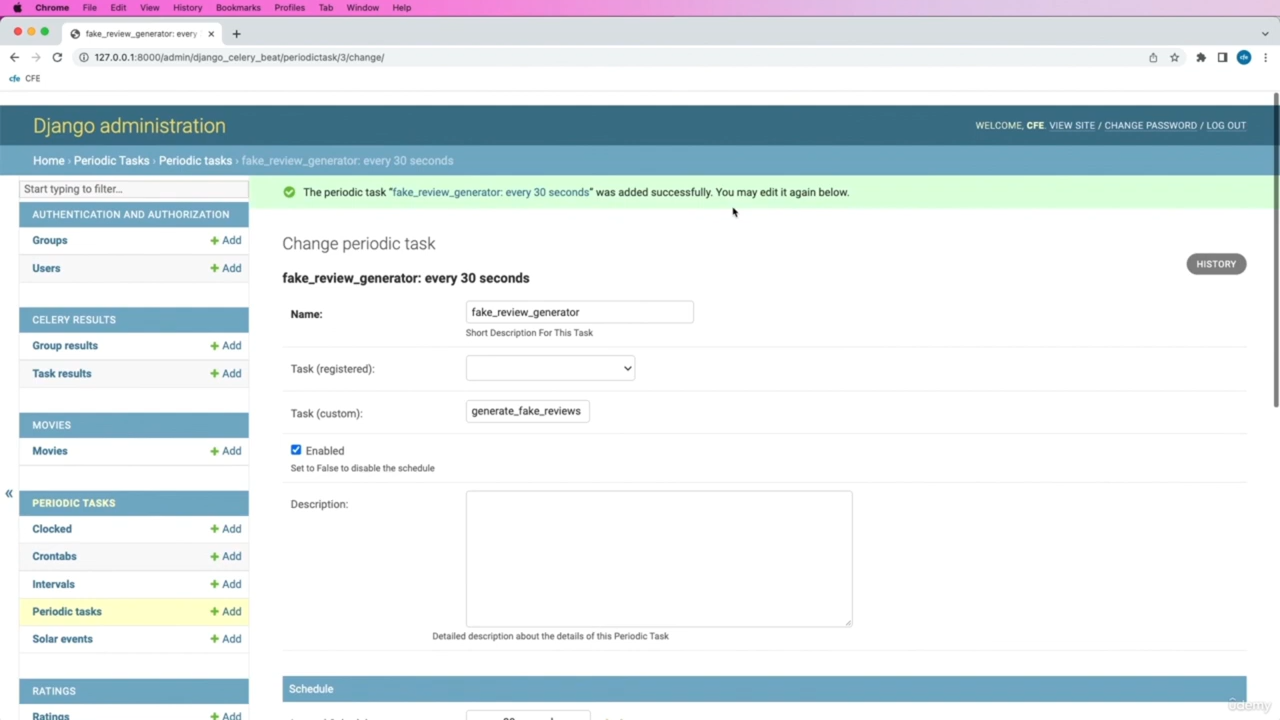 Chrome File Edit View History Bookmarks Profiles Tab Window Help
fake_review_generator: every
127.0.0.1:8000/admin/django_celery_beat/periodictask/3/change/
cfe CFE
Django administration
WELCOME, CFE. VIEW SITE / CHANGE PASSWORD / LOG OUT
Home › Periodic Tasks › Periodic tasks › fake_review_generator: every 30 seconds
Start typing to filter...
AUTHENTICATION AND AUTHORIZATION
Groups + Add
Users + Add
CELERY RESULTS
Group results + Add
Task results + Add
MOVIES
Movies + Add
PERIODIC TASKS
Clocked + Add
Crontabs + Add
Intervals + Add
Periodic tasks + Add
Solar events + Add
RATINGS
Ratings + Add
The periodic task “fake_review_generator: every 30 seconds” was added successfully. You may edit it again below.
Change periodic task
HISTORY
fake_review_generator: every 30 seconds
Name: fake_review_generator
Short Description For This Task
Task (registered):
Task (custom): generate_fake_reviews
Enabled
Set to False to disable the schedule
Description:
Detailed description about the details of this Periodic Task
Schedule
udemy